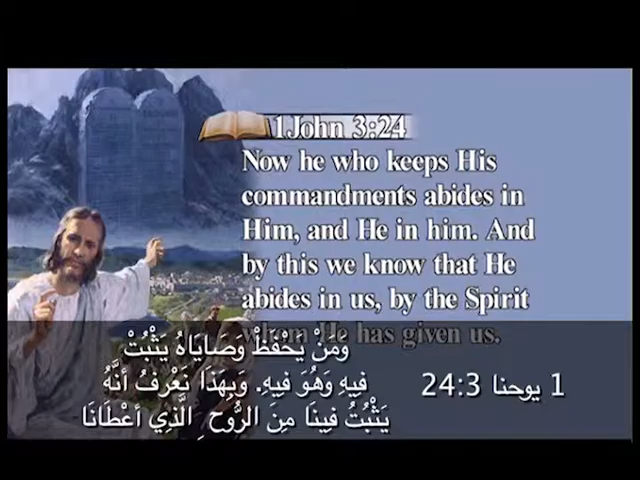 1John 3:24
Now he who keeps His
commandments abides in
Him, and He in him. And
by this we know that He
abides in us, by the Spirit
whom He has given us.
وَمَنْ يَحْفَظْ وَصَايَاهُ يَثْبُتْ
فِيهِ وَهُوَ فِيهِ. وَبِهَذَا نَعْرِفُ أَنَّهُ
يَثْبُتُ فِينَا مِنَ الرُّوحِ الَّذِي أَعْطَانَا
1 يوحنا 24:3